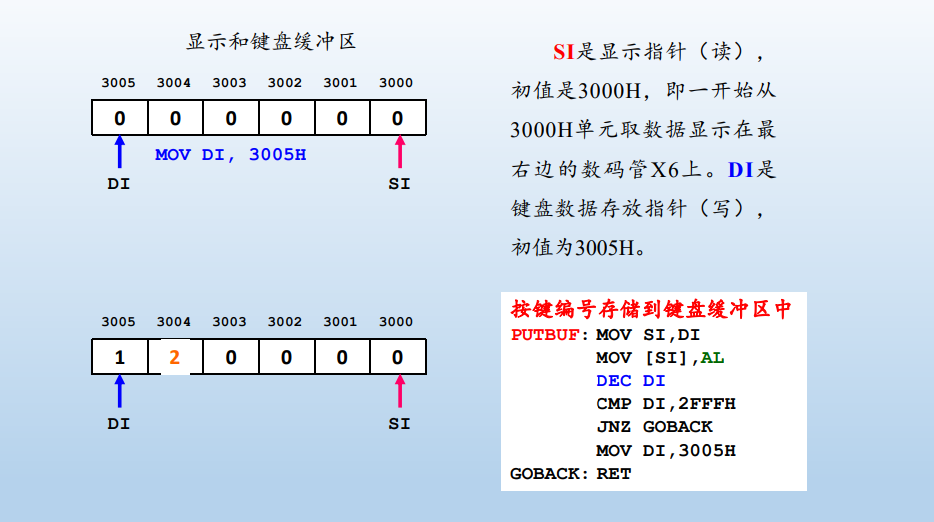 显示和键盘缓冲区
3005 3004 3003 3002 3001 3000
0 0 0 0 0 0
MOV DI, 3005H
DI SI
3005 3004 3003 3002 3001 3000
1 2 0 0 0 0
DI SI
SI是显示指针（读），
初值是3000H，即一开始从
3000H单元取数据显示在最
右边的数码管X6上。DI是
键盘数据存放指针（写），
初值为3005H。
按键编号存储到键盘缓冲区中
PUTBUF: MOV SI,DI
MOV [SI],AL
DEC DI
CMP DI,2FFFH
JNZ GOBACK
MOV DI,3005H
GOBACK: RET